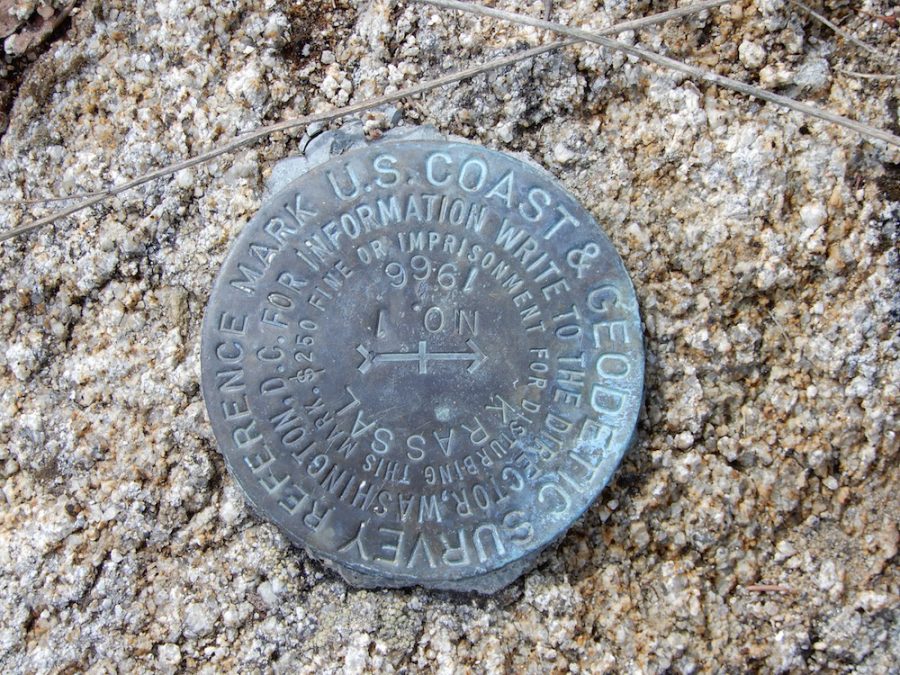 U.S. COAST & GEODETIC SURVEY REFERENCE MARK
FOR INFORMATION WRITE TO THE DIRECTOR, WASHINGTON, D.C.
$250 FINE OR IMPRISONMENT FOR DISTURBING THIS MARK.
KRASSAL
NO. 1
1966